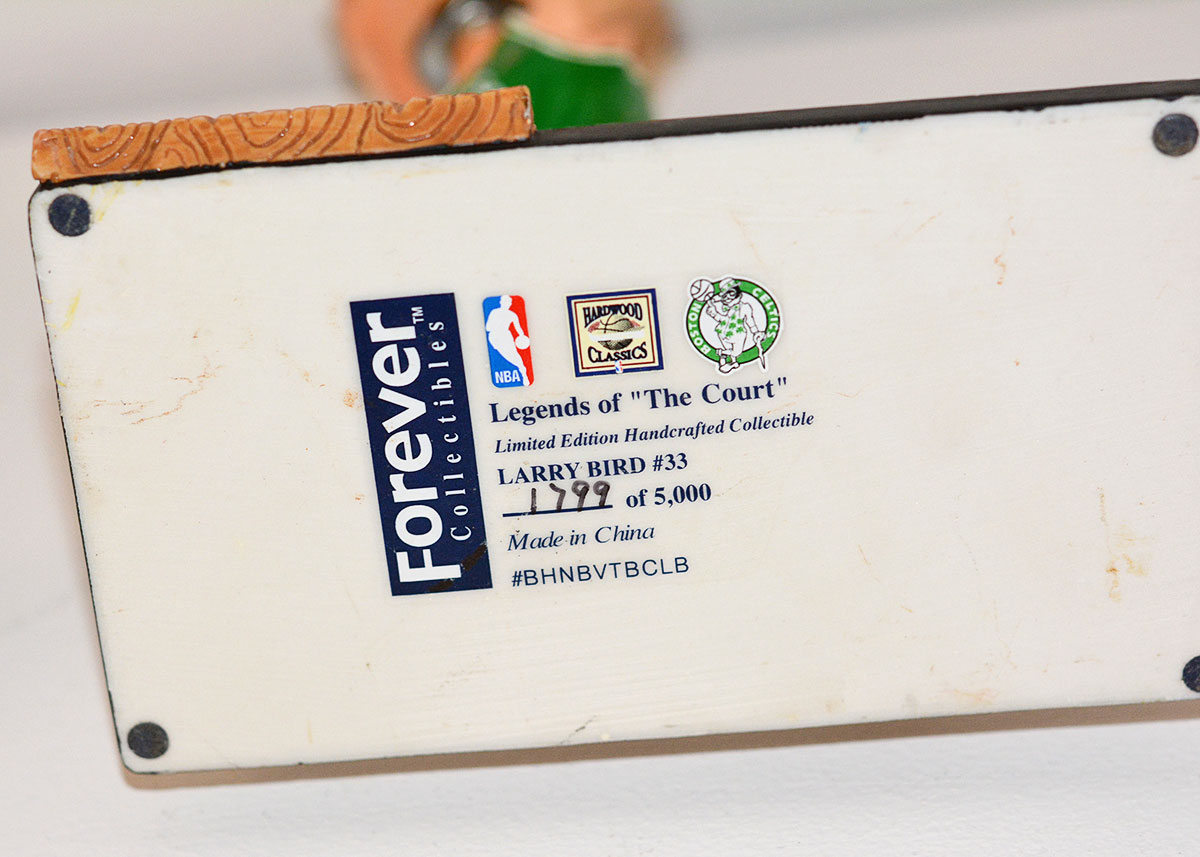 Forever™
Collectibles
NBA
HARDWOOD
CLASSICS
BOSTON CELTICS
Legends of "The Court"
Limited Edition Handcrafted Collectible
LARRY BIRD #33
1799 of 5,000
Made in China
#BHNBVTBCLB